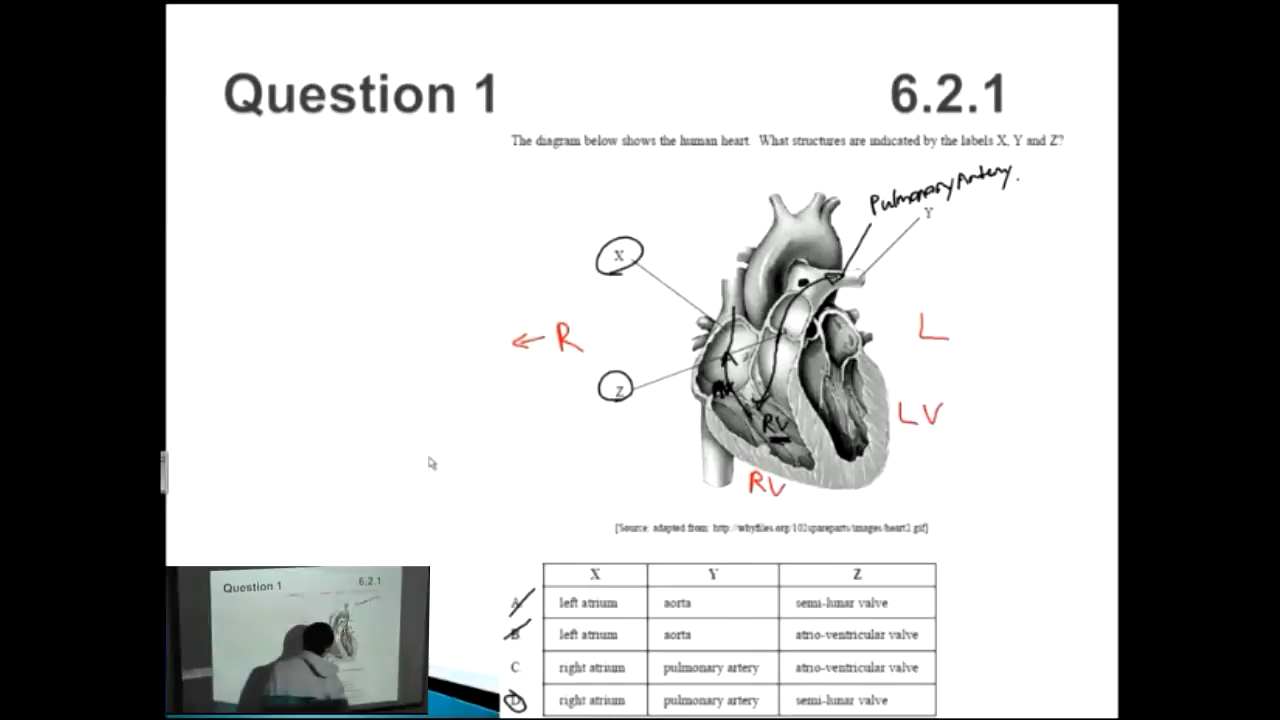 Question 1
6.2.1
The diagram below shows the human heart. What structures are indicated by the labels X, Y and Z?
Pulmonary Artery.
Y
X
← R
L
Z
LV
RV
RV
[Source: adapted from: http://whyfiles.org/102spareparts/images/heart2.gif]
X Y Z
A left atrium aorta semi-lunar valve
B left atrium aorta atrio-ventricular valve
C right atrium pulmonary artery atrio-ventricular valve
D right atrium pulmonary artery semi-lunar valve
Question 1 6.2.1